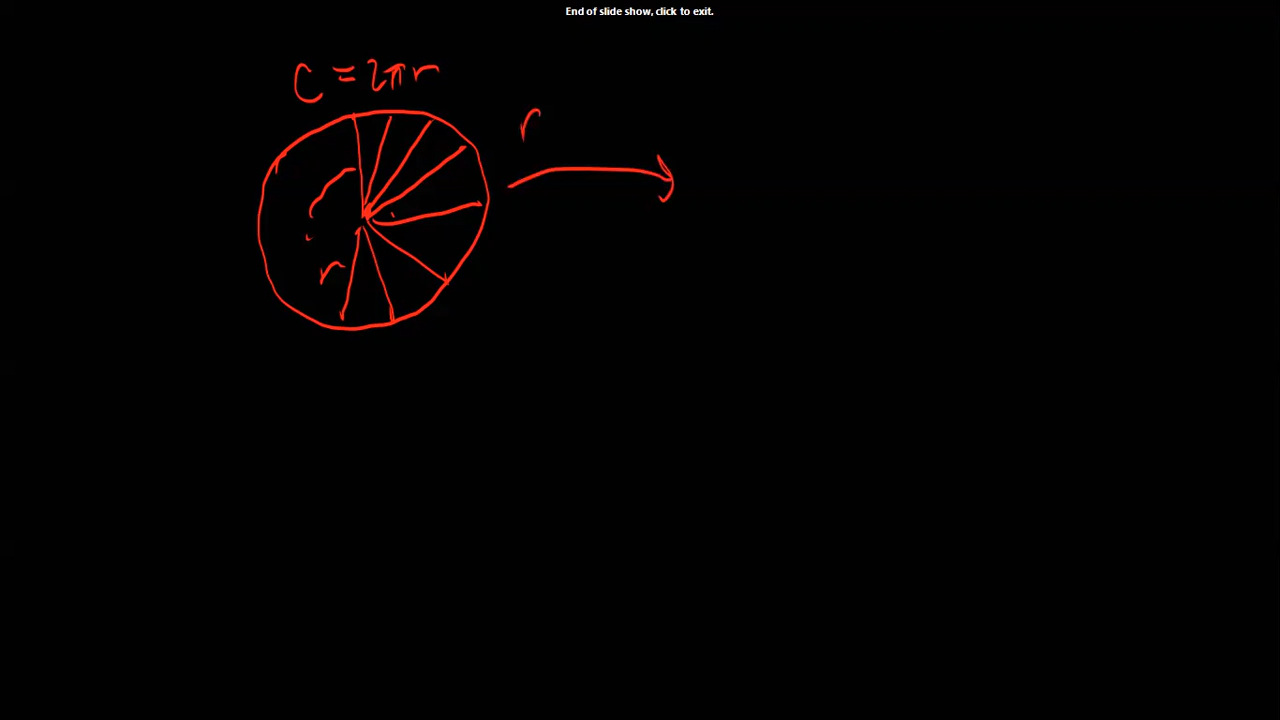 End of slide show, click to exit.
C = 2πr
r
r